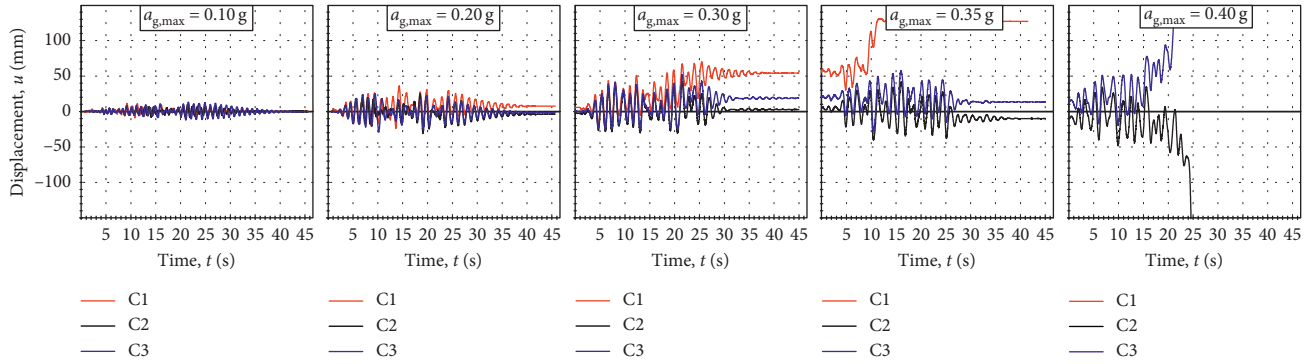 a_g,max = 0.10 g
a_g,max = 0.20 g
a_g,max = 0.30 g
a_g,max = 0.35 g
a_g,max = 0.40 g
Displacement, u (mm)
100
50
0
−50
−100
5 10 15 20 25 30 35 40 45
5 10 15 20 25 30 35 40 45
5 10 15 20 25 30 35 40 45
5 10 15 20 25 30 35 40 45
5 10 15 20 25 30 35 40 45
Time, t (s)
Time, t (s)
Time, t (s)
Time, t (s)
Time, t (s)
C1
C2
C3
C1
C2
C3
C1
C2
C3
C1
C2
C3
C1
C2
C3